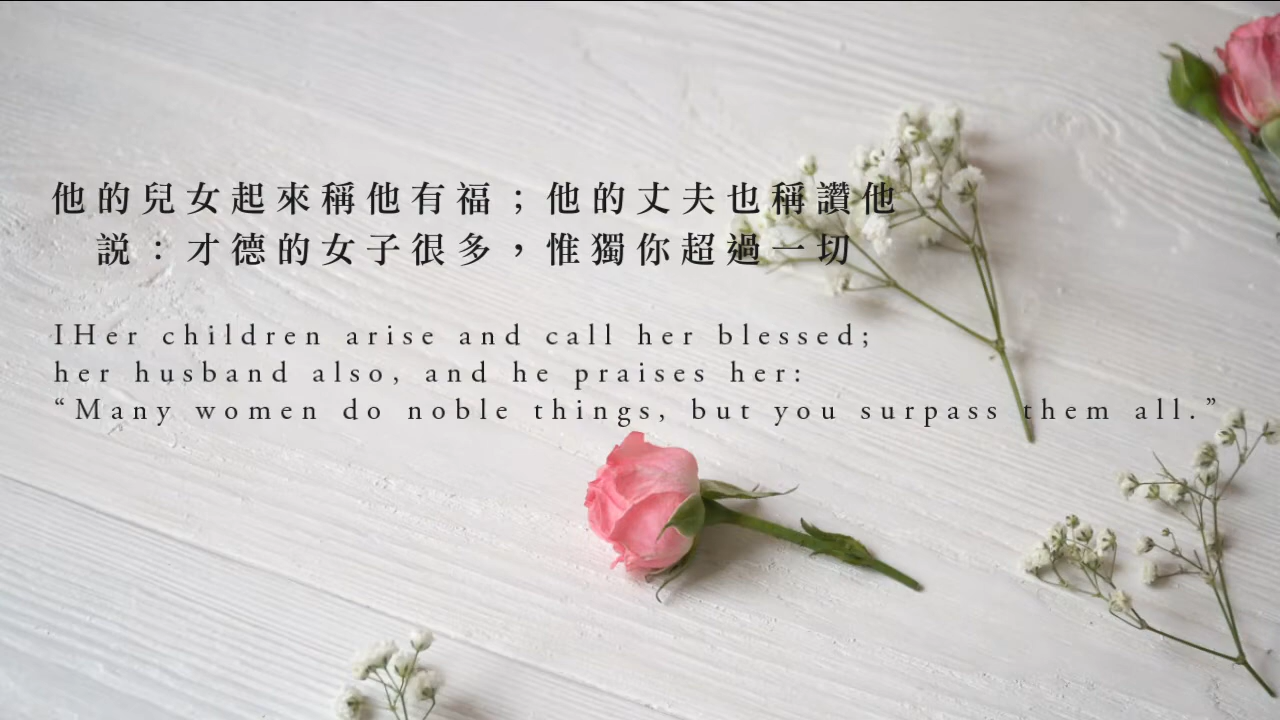 他的兒女起來稱他有福；他的丈夫也稱讚他
說：才德的女子很多，惟獨你超過一切
IHer children arise and call her blessed;
her husband also, and he praises her:
“Many women do noble things, but you surpass them all.”